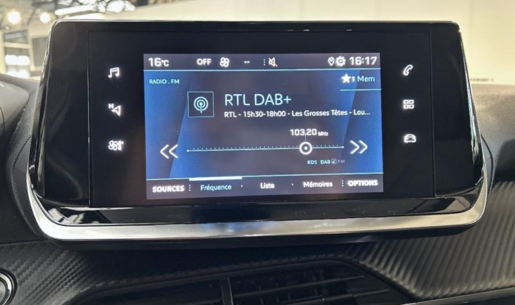 16°C OFF -- 16:17
RADIO . FM
1 Mem
RTL DAB+
RTL - 15h30-18h00 - Les Grosses Têtes - Lou...
103,20 MHz
RDS DAB FM
SOURCES Fréquence Liste Mémoires OPTIONS